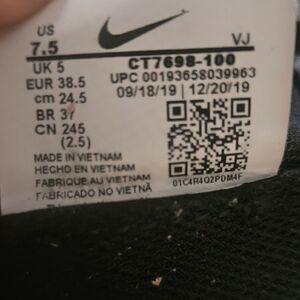 US
7.5 VJ
UK 5 CT7698-100
EUR 38.5 UPC 00193658039963
cm 24.5 09/18/19 12/20/19
BR 37
CN 245
(2.5)
MADE IN VIETNAM
HECHO EN VIETNAM
FABRIQUÉ AU VIETNAM
FABRICADO NO VIETNÃ
01C4R4Q2PDM4F